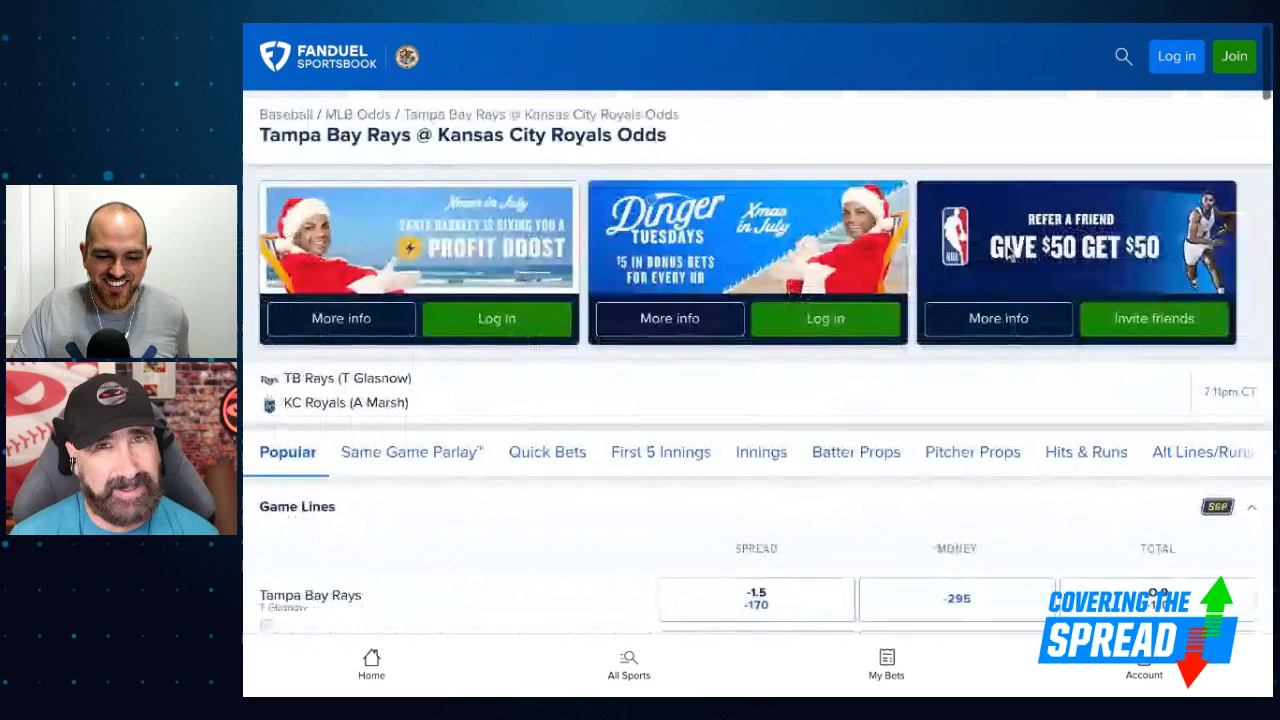 FANDUEL
SPORTSBOOK
Log in
Join
Baseball / MLB Odds / Tampa Bay Rays @ Kansas City Royals Odds
Tampa Bay Rays @ Kansas City Royals Odds
Xmas in July
SANTA BARKLEY IS GIVING YOU A
PROFIT BOOST
More info
Log in
Dinger
TUESDAYS
Xmas
in July
$5 IN BONUS BETS
FOR EVERY HR
More info
Log in
NBA
REFER A FRIEND
GIVE $50 GET $50
More info
Invite friends
Rays
TB Rays (T Glasnow)
KC Royals (A Marsh)
7:11pm CT
Popular
Same Game Parlay™
Quick Bets
First 5 Innings
Innings
Batter Props
Pitcher Props
Hits & Runs
Alt Lines/Runs
Game Lines
SGP
SPREAD
MONEY
TOTAL
Tampa Bay Rays
T Glasnow
-1.5
-170
-295
COVERING THE
SPREAD
Home
All Sports
My Bets
Account